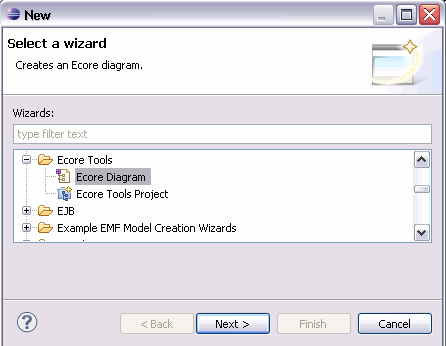 New
Select a wizard
Creates an Ecore diagram.
Wizards:
type filter text
Ecore Tools
Ecore Diagram
Ecore Tools Project
EJB
Example EMF Model Creation Wizards
? < Back Next > Finish Cancel